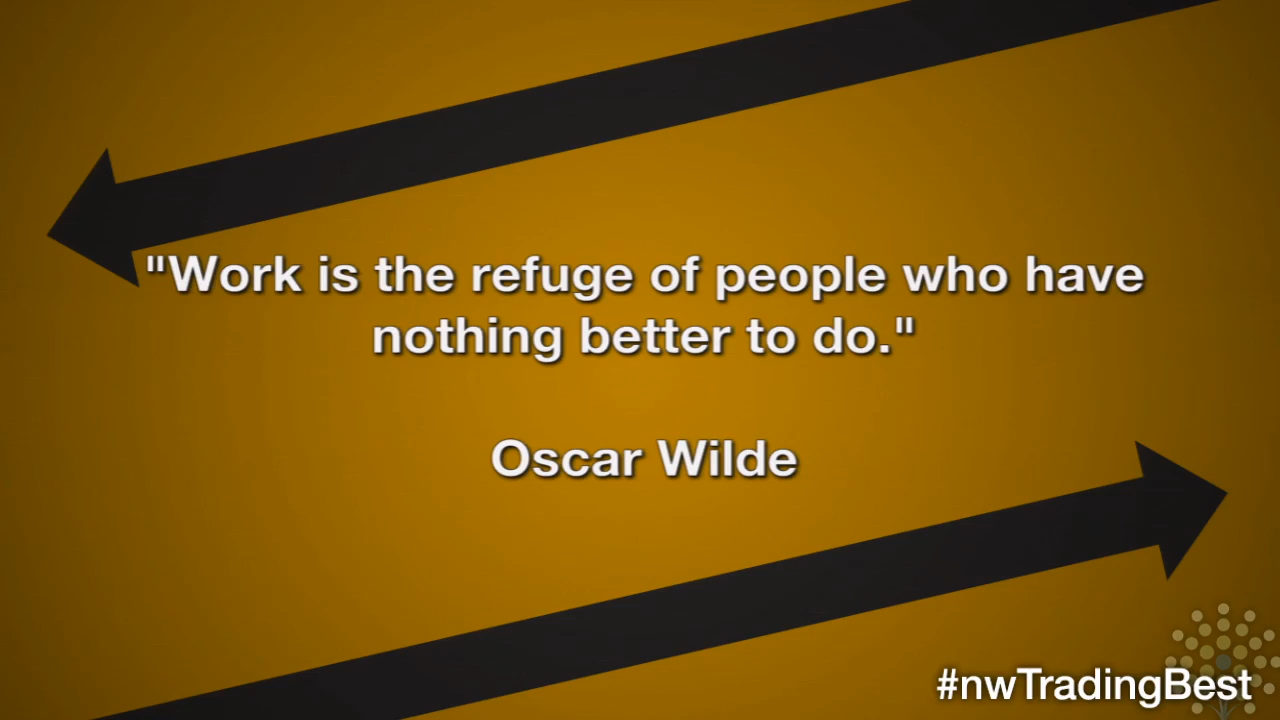 "Work is the refuge of people who have
nothing better to do."
Oscar Wilde
#nwTradingBest